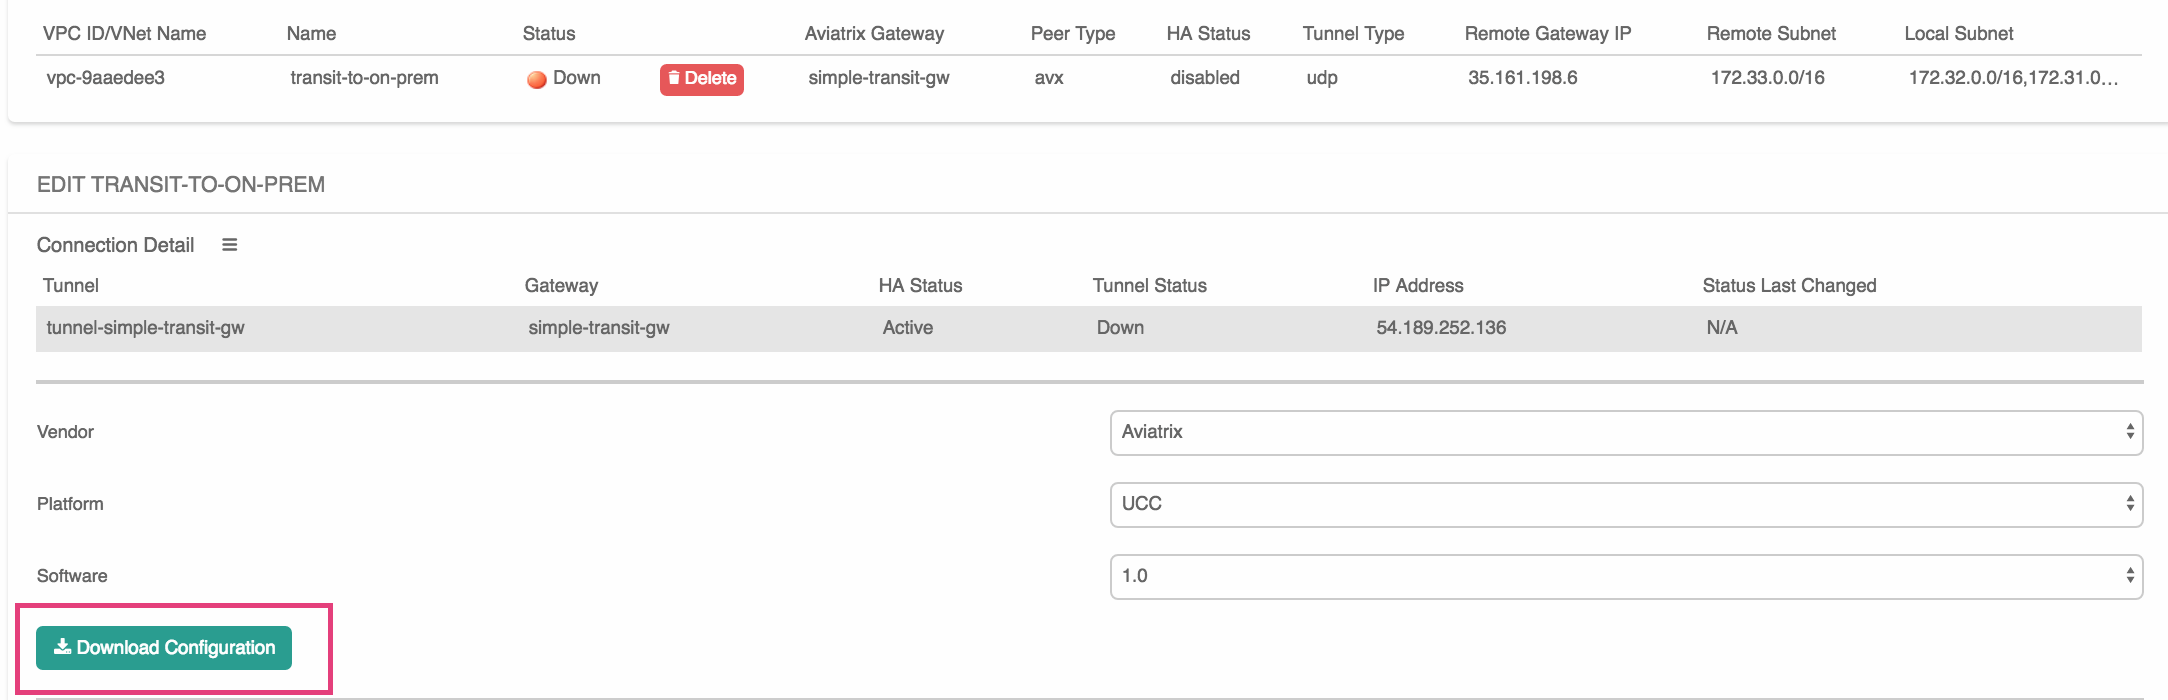 VPC ID/VNet Name Name Status Aviatrix Gateway Peer Type HA Status Tunnel Type Remote Gateway IP Remote Subnet Local Subnet
vpc-9aaedee3 transit-to-on-prem Down Delete simple-transit-gw avx disabled udp 35.161.198.6 172.33.0.0/16 172.32.0.0/16,172.31.0...
EDIT TRANSIT-TO-ON-PREM
Connection Detail
Tunnel Gateway HA Status Tunnel Status IP Address Status Last Changed
tunnel-simple-transit-gw simple-transit-gw Active Down 54.189.252.136 N/A
Vendor Aviatrix
Platform UCC
Software 1.0
Download Configuration